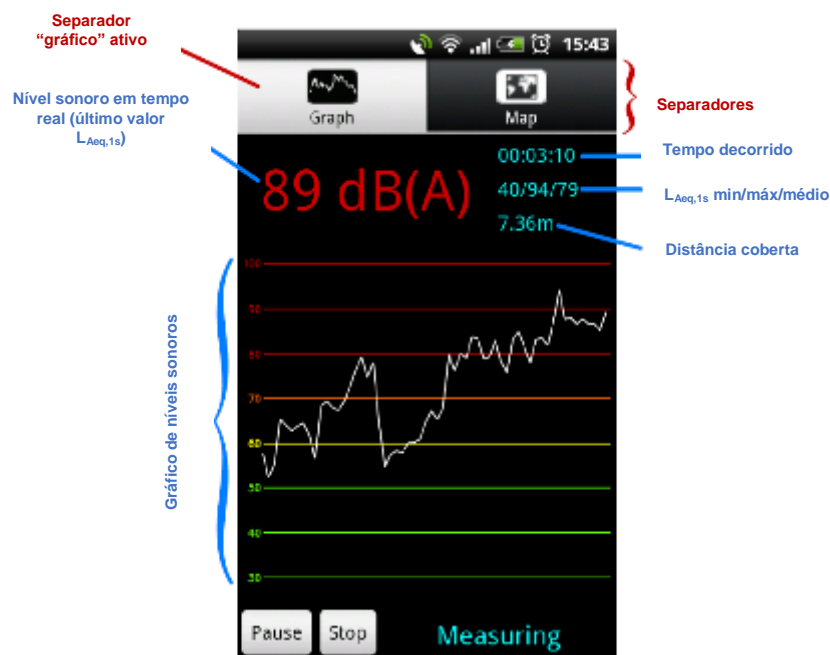 Separador
“gráfico” ativo
15:43
Graph
Map
Separadores
Nível sonoro em tempo
real (último valor
LAeq,1s)
89 dB(A)
00:03:10
Tempo decorrido
40/94/79
LAeq,1s min/máx/médio
7.36m
Distância coberta
Gráfico de níveis sonoros
100
90
80
70
60
50
40
30
Pause
Stop
Measuring